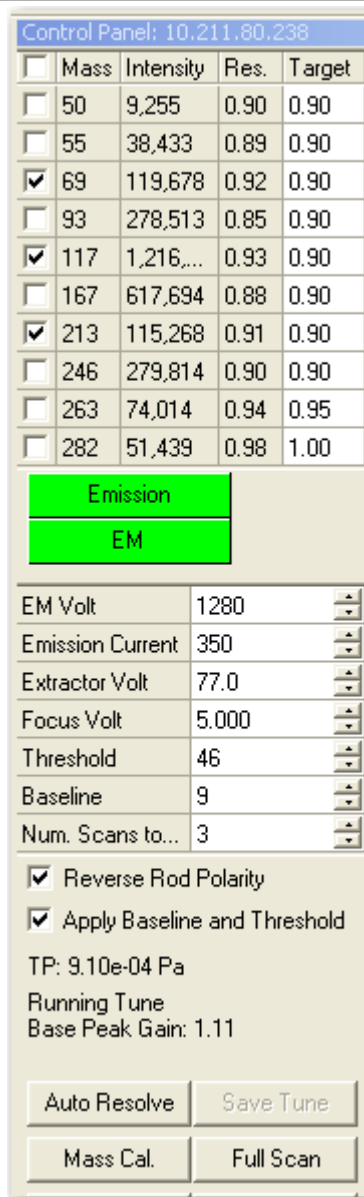 Control Panel: 10.211.80.238
Mass Intensity Res. Target
50 9,255 0.90 0.90
55 38,433 0.89 0.90
69 119,678 0.92 0.90
93 278,513 0.85 0.90
117 1,216,... 0.93 0.90
167 617,694 0.88 0.90
213 115,268 0.91 0.90
246 279,814 0.90 0.90
263 74,014 0.94 0.95
282 51,439 0.98 1.00
Emission
EM
EM Volt 1280
Emission Current 350
Extractor Volt 77.0
Focus Volt 5.000
Threshold 46
Baseline 9
Num. Scans to... 3
Reverse Rod Polarity
Apply Baseline and Threshold
TP: 9.10e-04 Pa
Running Tune
Base Peak Gain: 1.11
Auto Resolve Save Tune
Mass Cal. Full Scan